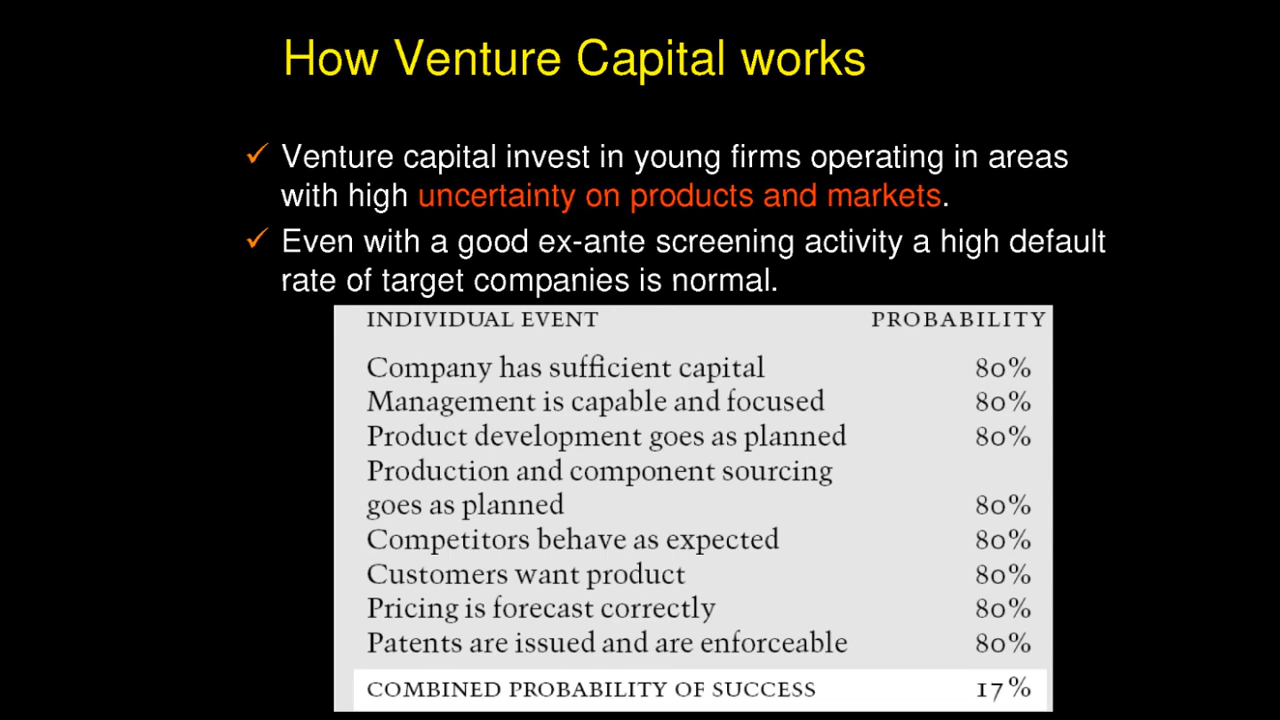 How Venture Capital works
✓ Venture capital invest in young firms operating in areas
with high uncertainty on products and markets.
✓ Even with a good ex-ante screening activity a high default
rate of target companies is normal.
INDIVIDUAL EVENT PROBABILITY
Company has sufficient capital 80%
Management is capable and focused 80%
Product development goes as planned 80%
Production and component sourcing
goes as planned 80%
Competitors behave as expected 80%
Customers want product 80%
Pricing is forecast correctly 80%
Patents are issued and are enforceable 80%
COMBINED PROBABILITY OF SUCCESS 17%